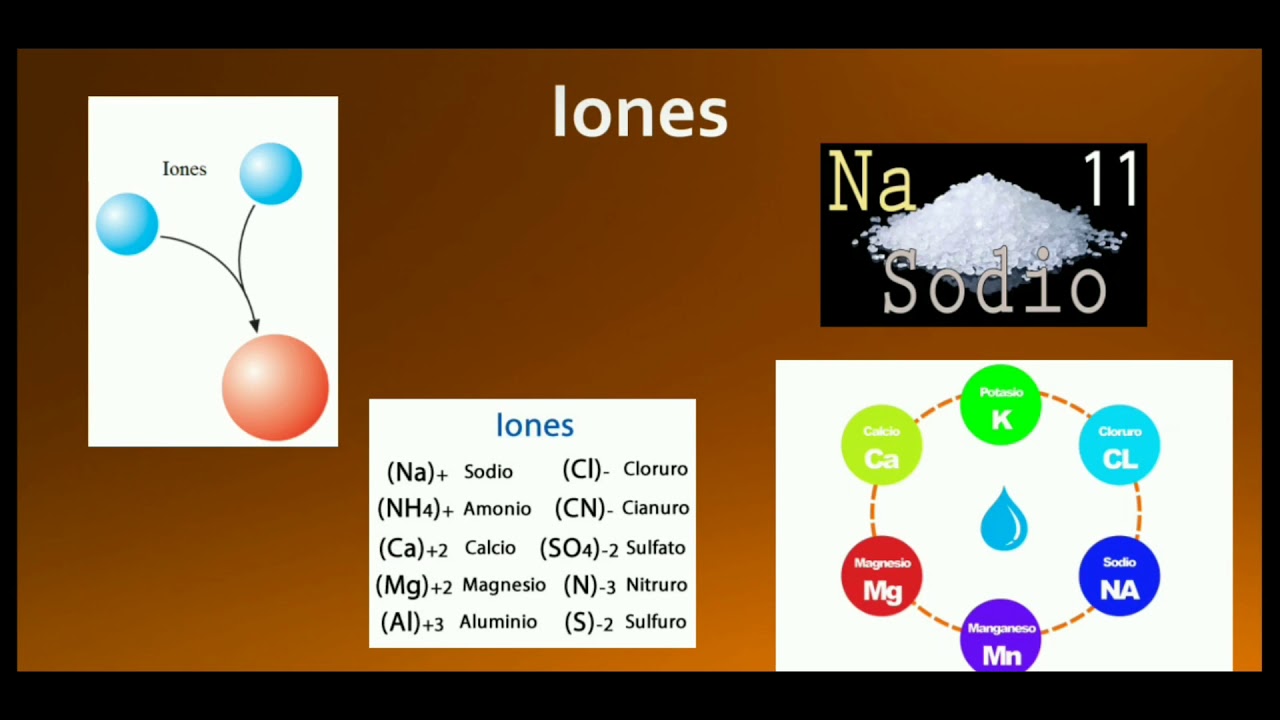 Iones
Iones
Na 11
Sodio
Iones
(Na)+ Sodio (Cl)- Cloruro
(NH4)+ Amonio (CN)- Cianuro
(Ca)+2 Calcio (SO4)-2 Sulfato
(Mg)+2 Magnesio (N)-3 Nitruro
(Al)+3 Aluminio (S)-2 Sulfuro
Potasio
K
Calcio
Ca
Cloruro
CL
Magnesio
Mg
Sodio
NA
Manganeso
Mn